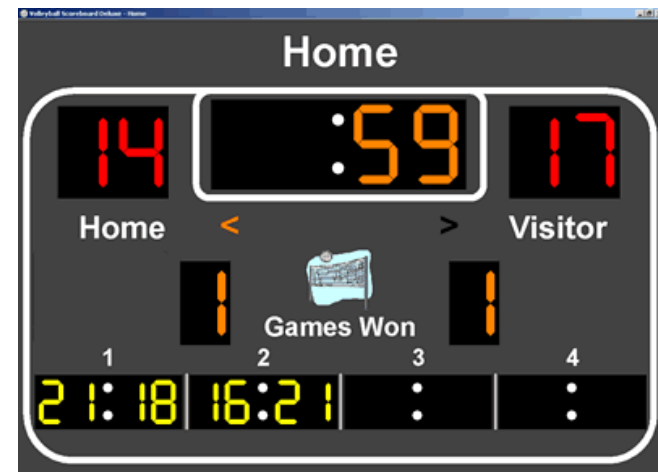 Volleyball Scoreboard Deluxe - Home
Home
14 :59 17
Home < > Visitor
1 1
Games Won
1 2 3 4
21:18 16:21 : :